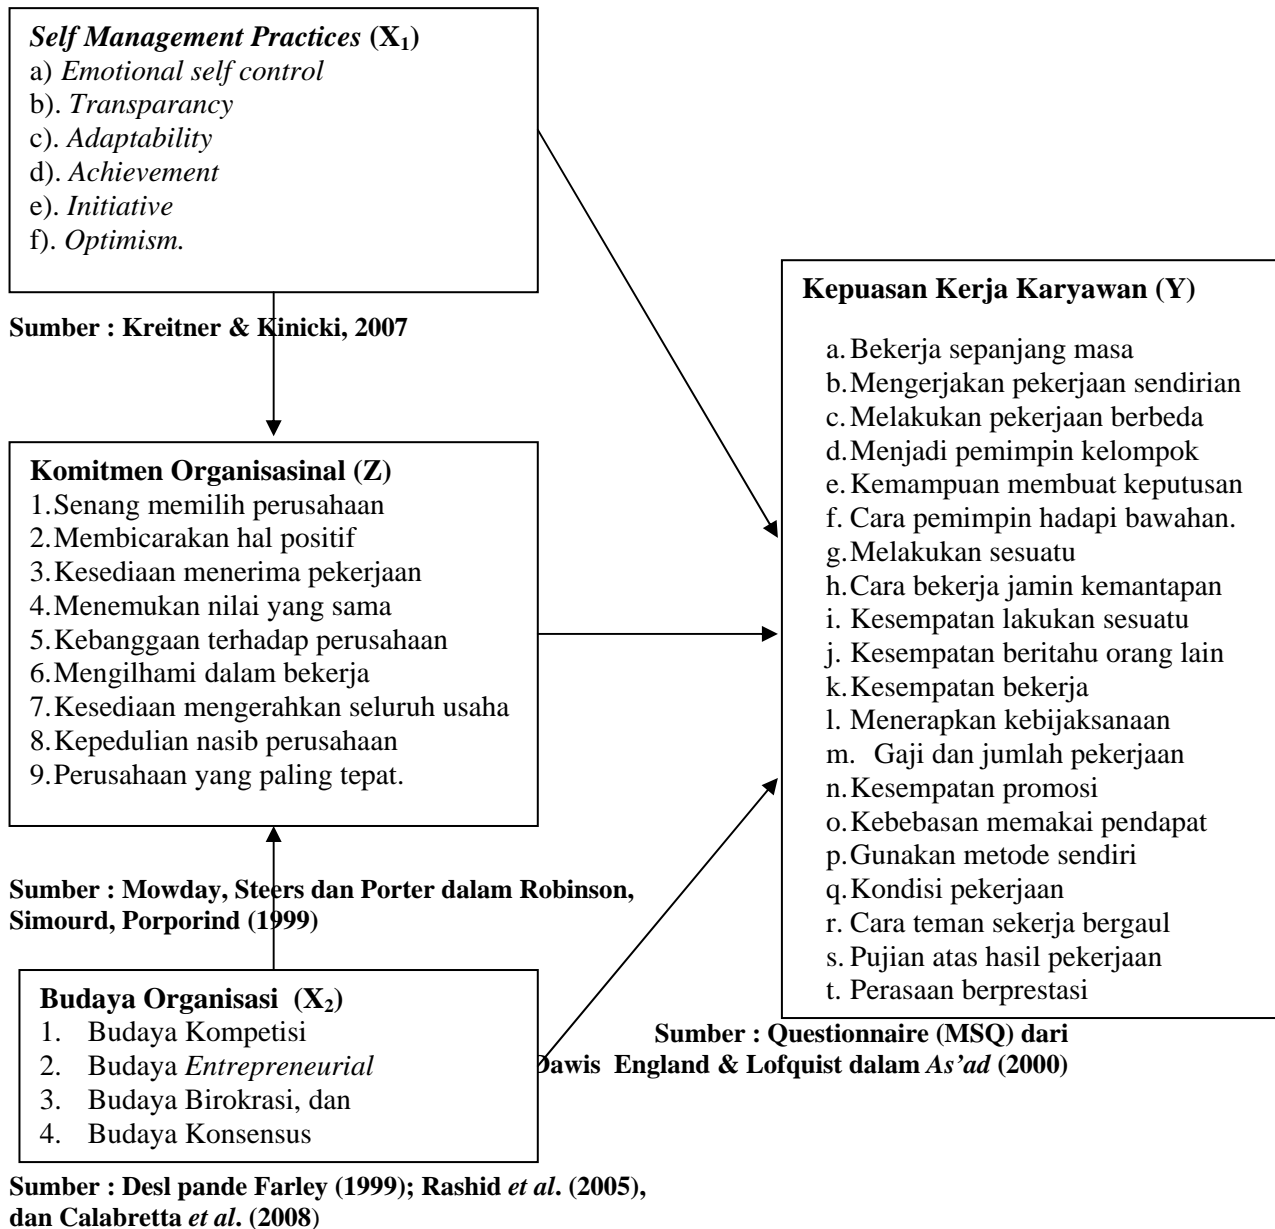 Self Management Practices (X₁)
a) Emotional self control
b). Transparancy
c). Adaptability
d). Achievement
e). Initiative
f). Optimism.
Sumber : Kreitner & Kinicki, 2007
Komitmen Organisasinal (Z)
1.Senang memilih perusahaan
2.Membicarakan hal positif
3.Kesediaan menerima pekerjaan
4.Menemukan nilai yang sama
5.Kebanggaan terhadap perusahaan
6.Mengilhami dalam bekerja
7.Kesediaan mengerahkan seluruh usaha
8.Kepedulian nasib perusahaan
9.Perusahaan yang paling tepat.
Sumber : Mowday, Steers dan Porter dalam Robinson,
Simourd, Porporind (1999)
Budaya Organisasi (X₂)
1. Budaya Kompetisi
2. Budaya Entrepreneurial
3. Budaya Birokrasi, dan
4. Budaya Konsensus
Sumber : Desl pande Farley (1999); Rashid et al. (2005),
dan Calabretta et al. (2008)
Kepuasan Kerja Karyawan (Y)
a. Bekerja sepanjang masa
b. Mengerjakan pekerjaan sendirian
c. Melakukan pekerjaan berbeda
d. Menjadi pemimpin kelompok
e. Kemampuan membuat keputusan
f. Cara pemimpin hadapi bawahan.
g. Melakukan sesuatu
h. Cara bekerja jamin kemantapan
i. Kesempatan lakukan sesuatu
j. Kesempatan beritahu orang lain
k. Kesempatan bekerja
l. Menerapkan kebijaksanaan
m. Gaji dan jumlah pekerjaan
n. Kesempatan promosi
o. Kebebasan memakai pendapat
p. Gunakan metode sendiri
q. Kondisi pekerjaan
r. Cara teman sekerja bergaul
s. Pujian atas hasil pekerjaan
t. Perasaan berprestasi
Sumber : Questionnaire (MSQ) dari
Dawis England & Lofquist dalam As'ad (2000)